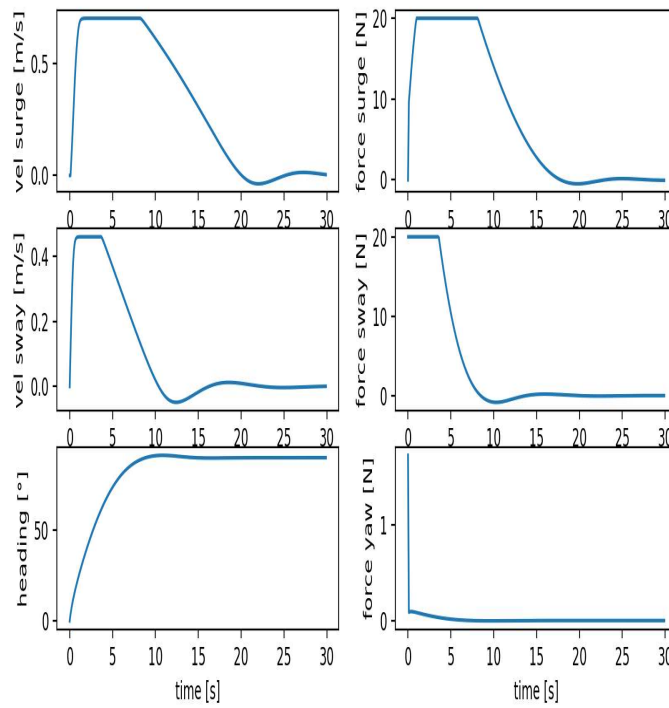 vel surge [m/s]
0.5
0.0
0 5 10 15 20 25 30
force surge [N]
20
10
0
0 5 10 15 20 25 30
vel sway [m/s]
0.4
0.2
0.0
0 5 10 15 20 25 30
force sway [N]
20
10
0
0 5 10 15 20 25 30
heading [°]
50
0
0 5 10 15 20 25 30
time [s]
force yaw [N]
1
0
0 5 10 15 20 25 30
time [s]